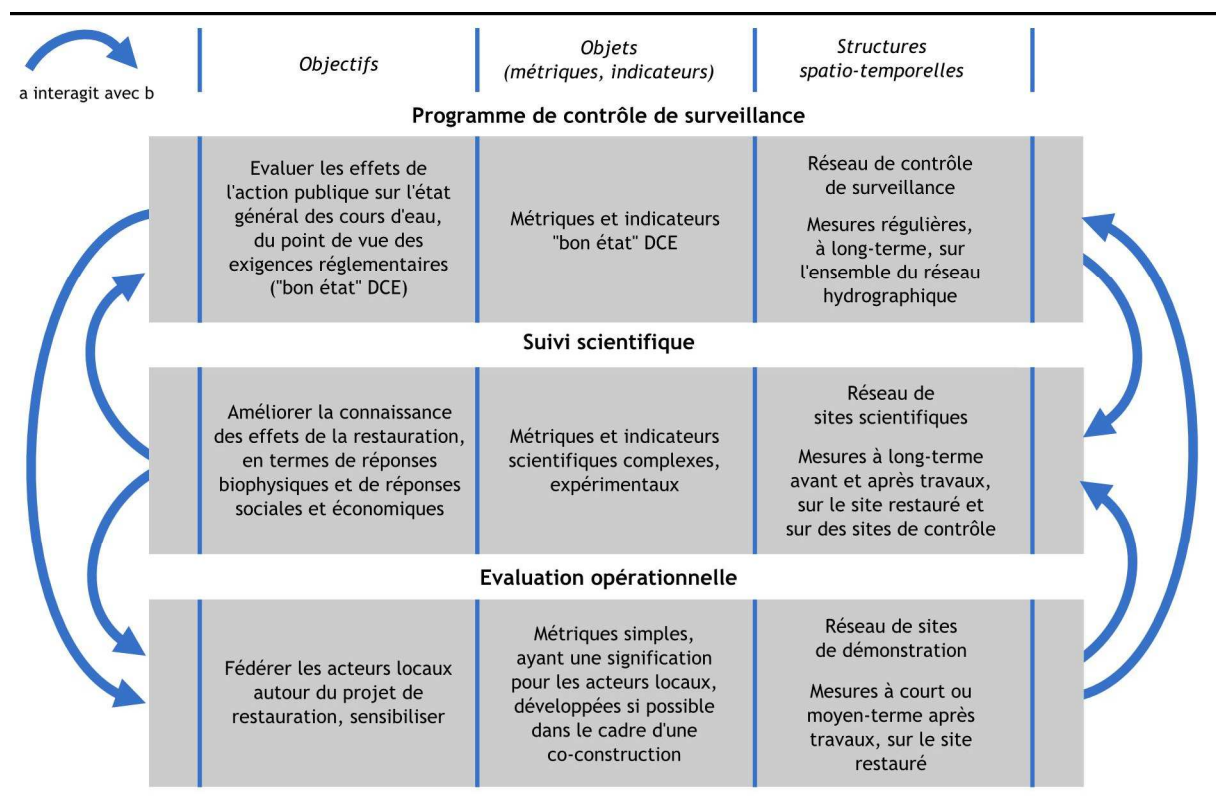 a interagit avec b
Objectifs
Objets
(métriques, indicateurs)
Structures
spatio-temporelles
Programme de contrôle de surveillance
Evaluer les effets de
l'action publique sur l'état
général des cours d'eau,
du point de vue des
exigences réglementaires
("bon état" DCE)
Métriques et indicateurs
"bon état" DCE
Réseau de contrôle
de surveillance
Mesures régulières,
à long-terme, sur
l'ensemble du réseau
hydrographique
Suivi scientifique
Améliorer la connaissance
des effets de la restauration,
en termes de réponses
biophysiques et de réponses
sociales et économiques
Métriques et indicateurs
scientifiques complexes,
expérimentaux
Réseau de
sites scientifiques
Mesures à long-terme
avant et après travaux,
sur le site restauré et
sur des sites de contrôle
Evaluation opérationnelle
Fédérer les acteurs locaux
autour du projet de
restauration, sensibiliser
Métriques simples,
ayant une signification
pour les acteurs locaux,
développées si possible
dans le cadre d'une
co-construction
Réseau de sites
de démonstration
Mesures à court ou
moyen-terme après
travaux, sur le site
restauré